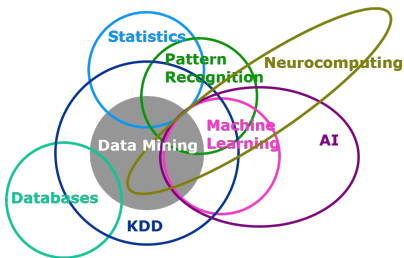 Statistics
Pattern
Recognition
Neurocomputing
Machine
Learning
AI
Data Mining
Databases
KDD